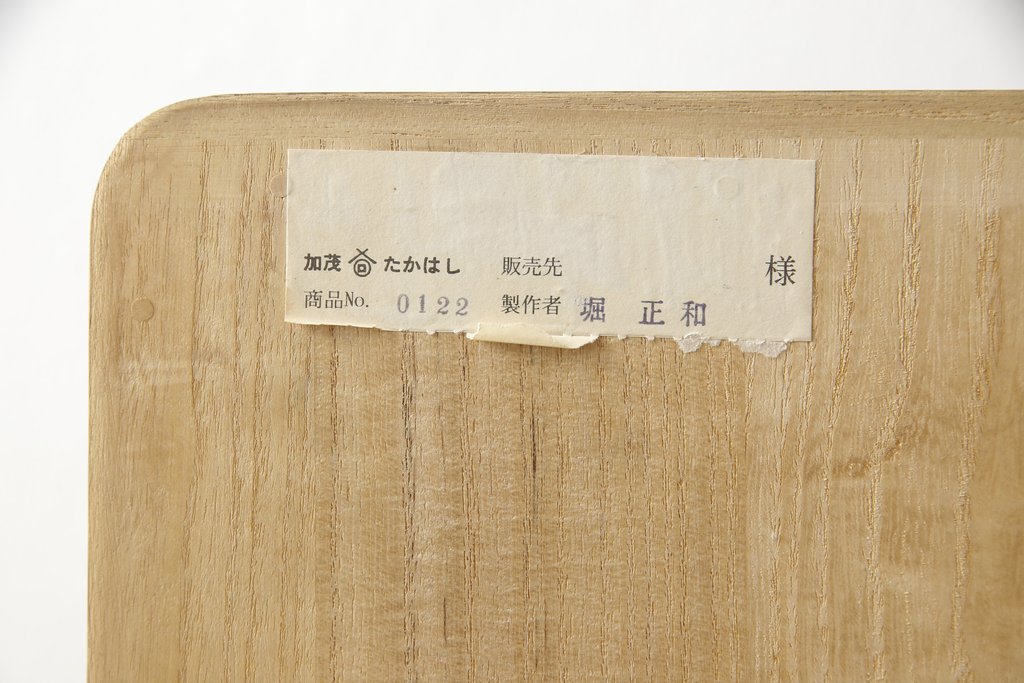 加茂 たかはし 販売先 様
商品No. 0122 製作者 堀 正和